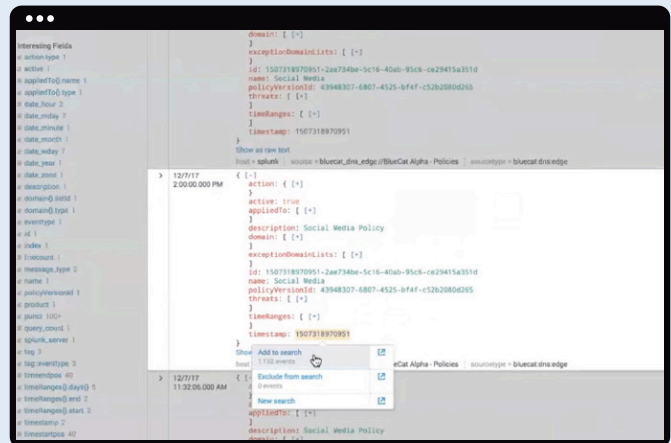 Interesting Fields
# action.type 1
a active 1
a appliedTo{}.name 1
a appliedTo{}.type 1
# date_hour 2
# date_mday 7
# date_minute 1
a date_month 1
a date_wday 7
# date_year 1
a date_zone 1
a description 1
a domain{}.listId 1
a domain{}.type 1
a eventtype 1
a id 1
a index 1
# linecount 1
a message_type 2
a name 1
a policyVersionId 1
a product 1
a punct 100+
# query_count 1
a splunk_server 1
a tag 3
a tag::eventtype 3
# timeendpos 40
a timeRanges{}.days{} 5
a timeRanges{}.end 2
a timeRanges{}.start 2
a timestamp 2
# timestartpos 40
domain: [ [+]
]
exceptionDomainLists: [ [+]
]
id: 1507318970951-2ae734be-5c16-40ab-95c6-ce29415a351d
name: Social Media
policyVersionId: 43948307-6807-4525-bf4f-c52b2080d265
threats: [ [+]
]
timeRanges: [ [+]
]
timestamp: 1507318970951
}
Show as raw text
host = splunk source = bluecat_dns_edge://BlueCat Alpha - Policies sourcetype = bluecat:dns:edge
> 12/7/17 2:00:00.000 PM { [-]
action: { [+]
}
active: true
appliedTo: [ [+]
]
description: Social Media Policy
domain: [ [+]
]
exceptionDomainLists: [ [+]
]
id: 1507318970951-2ae734be-5c16-40ab-95c6-ce29415a351d
name: Social Media
policyVersionId: 43948307-6807-4525-bf4f-c52b2080d265
threats: [ [+]
]
timeRanges: [ [+]
]
timestamp: 1507318970951
}
Show
host
eCat Alpha - Policies sourcetype = bluecat:dns:edge
Add to search
1,130 events
Exclude from search
0 events
New search
> 12/7/17 11:32:06.000 AM { [-]
appliedTo: [ [+]
]
description: Social Media Policy
domain: [ [+]